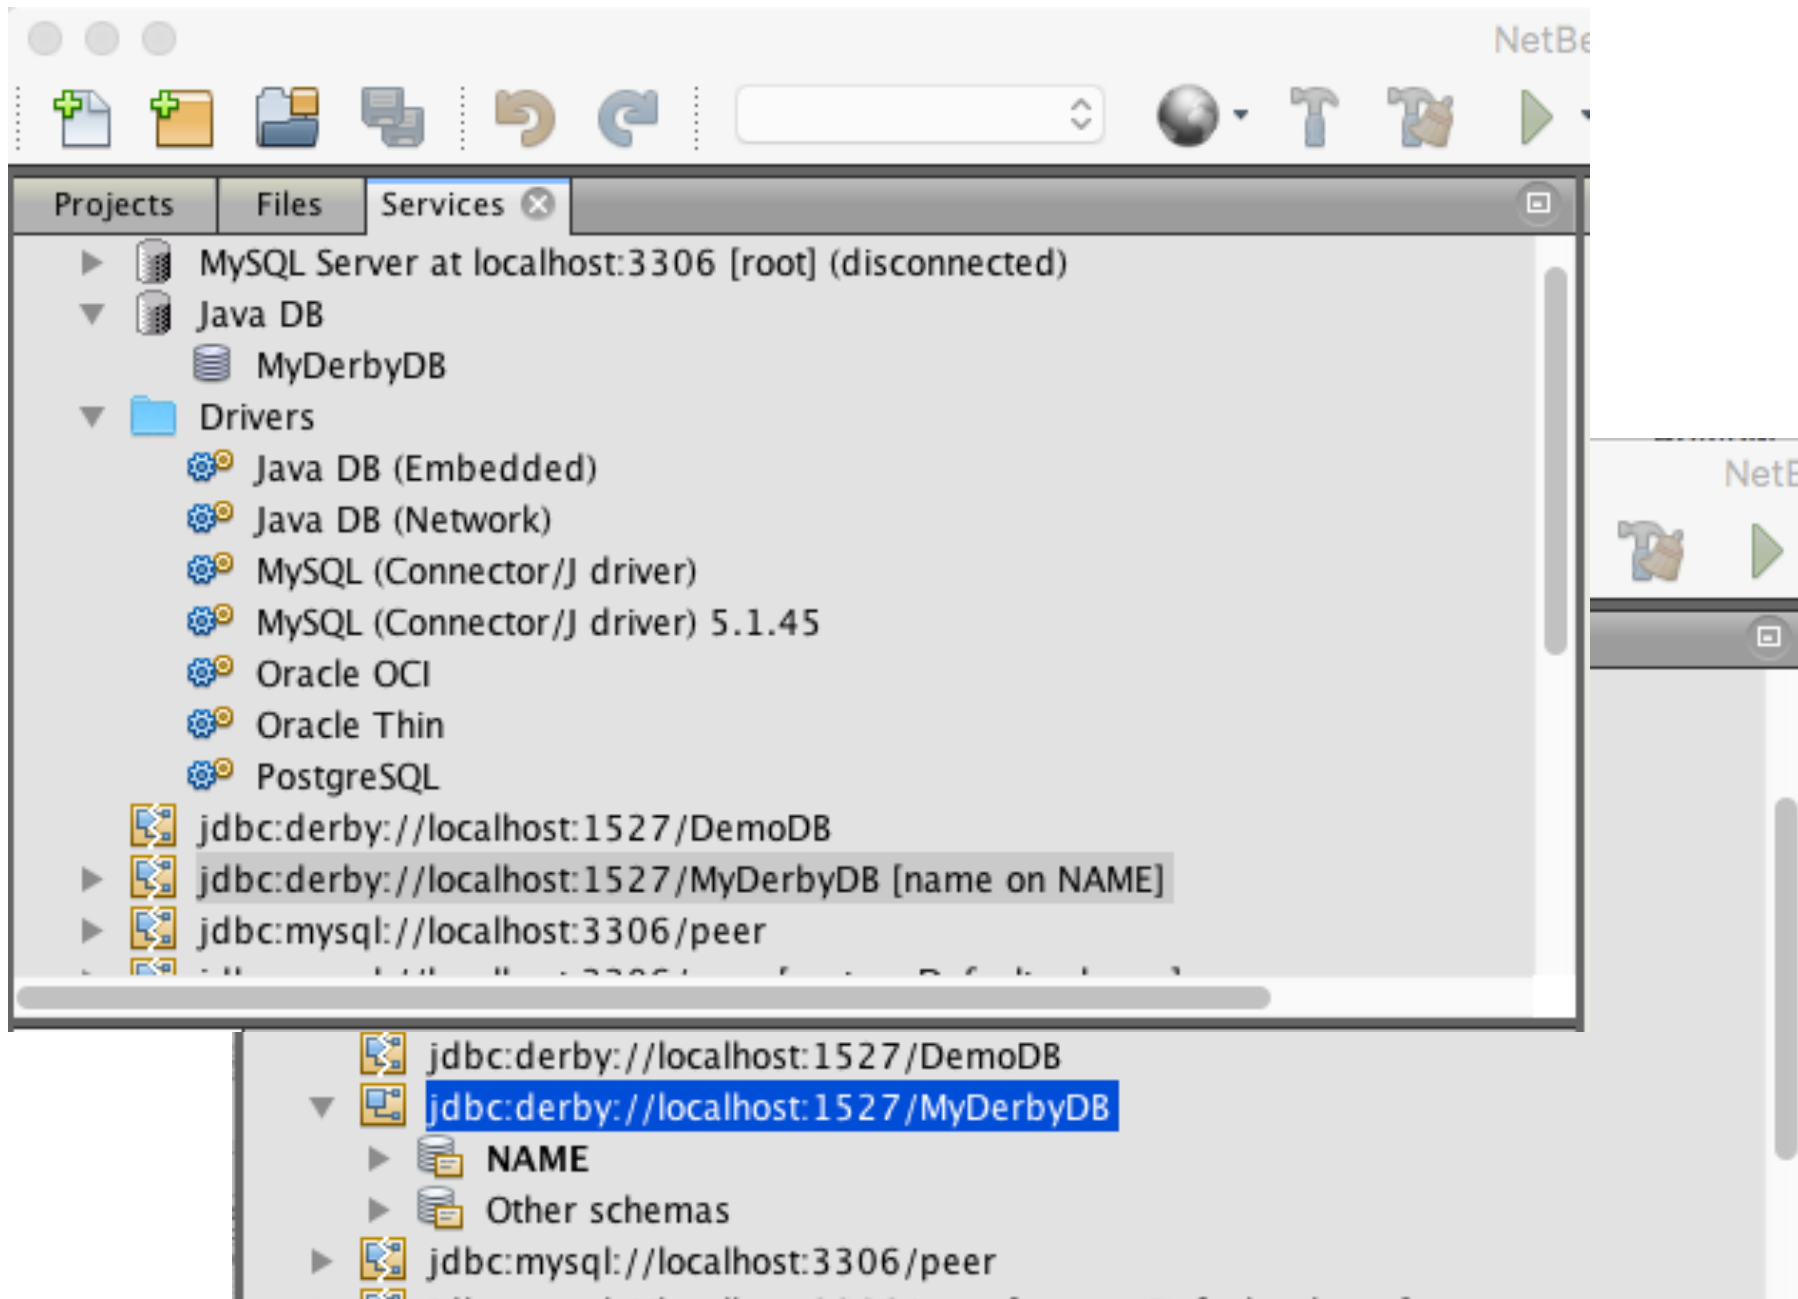 NetBe
Projects Files Services
MySQL Server at localhost:3306 [root] (disconnected)
Java DB
MyDerbyDB
Drivers
Java DB (Embedded)
Java DB (Network)
MySQL (Connector/J driver)
MySQL (Connector/J driver) 5.1.45
Oracle OCI
Oracle Thin
PostgreSQL
jdbc:derby://localhost:1527/DemoDB
jdbc:derby://localhost:1527/MyDerbyDB [name on NAME]
jdbc:mysql://localhost:3306/peer
NetB
jdbc:derby://localhost:1527/DemoDB
jdbc:derby://localhost:1527/MyDerbyDB
NAME
Other schemas
jdbc:mysql://localhost:3306/peer